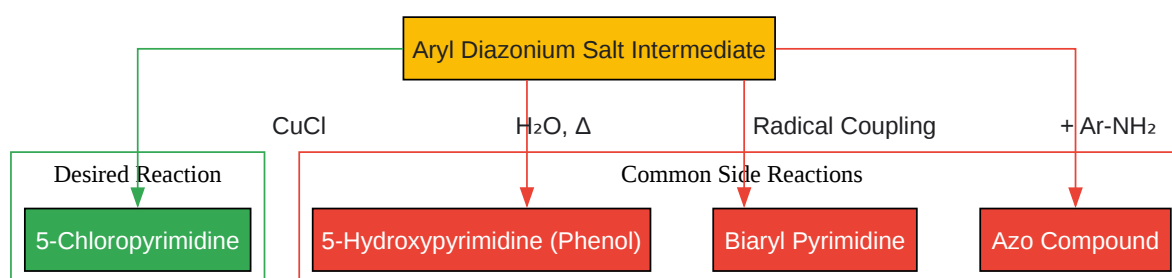 Aryl Diazonium Salt Intermediate
CuCl
H₂O, Δ
Radical Coupling
+ Ar-NH₂
Desired Reaction
Common Side Reactions
5-Chloropyrimidine
5-Hydroxypyrimidine (Phenol)
Biaryl Pyrimidine
Azo Compound